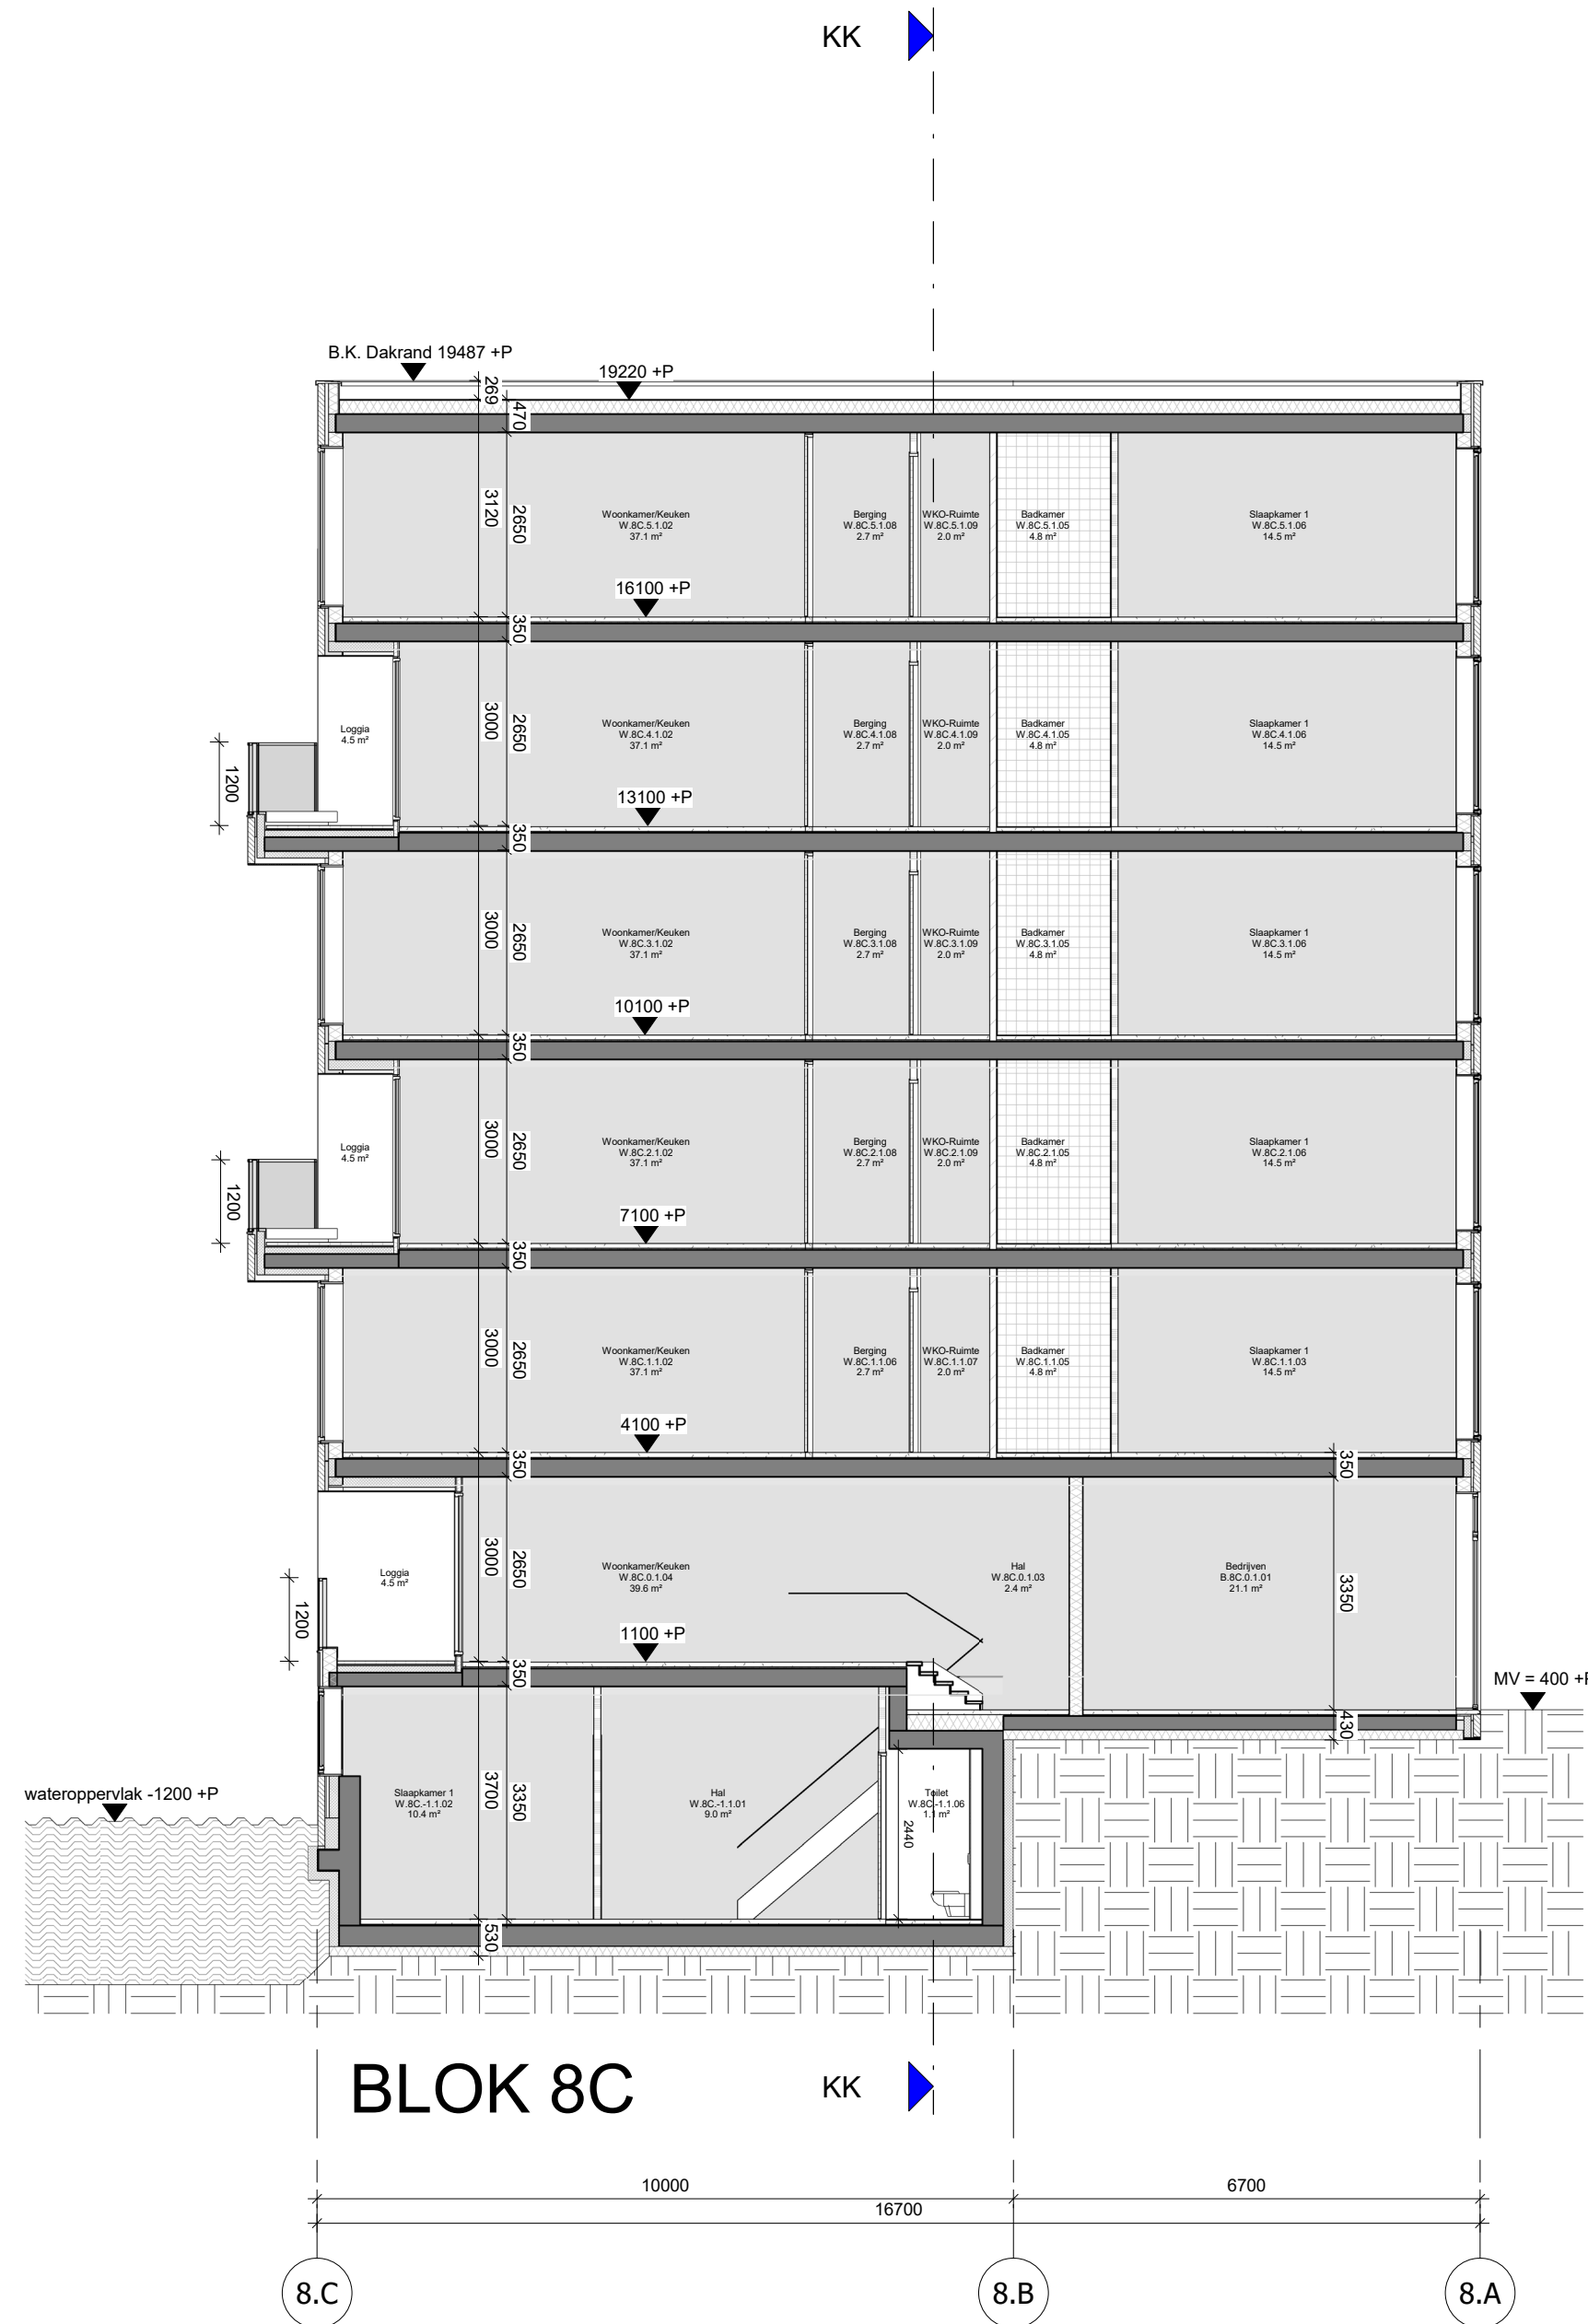 KK
B.K. Dakrand 19487 +P
19220 +P
269
470
3120
2650
Woonkamer/Keuken
W.8C.5.1.02
37.1 m²
Berging
W.8C.5.1.08
2.7 m²
WKO-Ruimte
W.8C.5.1.09
2.0 m²
Badkamer
W.8C.5.1.05
4.8 m²
Slaapkamer 1
W.8C.5.1.06
14.5 m²
16100 +P
350
Loggia
4.5 m²
1200
3000
2650
Woonkamer/Keuken
W.8C.4.1.02
37.1 m²
Berging
W.8C.4.1.08
2.7 m²
WKO-Ruimte
W.8C.4.1.09
2.0 m²
Badkamer
W.8C.4.1.05
4.8 m²
Slaapkamer 1
W.8C.4.1.06
14.5 m²
13100 +P
350
3000
2650
Woonkamer/Keuken
W.8C.3.1.02
37.1 m²
Berging
W.8C.3.1.08
2.7 m²
WKO-Ruimte
W.8C.3.1.09
2.0 m²
Badkamer
W.8C.3.1.05
4.8 m²
Slaapkamer 1
W.8C.3.1.06
14.5 m²
10100 +P
350
Loggia
4.5 m²
1200
3000
2650
Woonkamer/Keuken
W.8C.2.1.02
37.1 m²
Berging
W.8C.2.1.08
2.7 m²
WKO-Ruimte
W.8C.2.1.09
2.0 m²
Badkamer
W.8C.2.1.05
4.8 m²
Slaapkamer 1
W.8C.2.1.06
14.5 m²
7100 +P
350
3000
2650
Woonkamer/Keuken
W.8C.1.1.02
37.1 m²
Berging
W.8C.1.1.06
2.7 m²
WKO-Ruimte
W.8C.1.1.07
2.0 m²
Badkamer
W.8C.1.1.05
4.8 m²
Slaapkamer 1
W.8C.1.1.03
14.5 m²
4100 +P
350
350
Loggia
4.5 m²
1200
3000
2650
Woonkamer/Keuken
W.8C.0.1.04
39.6 m²
Hal
W.8C.0.1.03
2.4 m²
Bedrijven
B.8C.0.1.01
21.1 m²
3350
1100 +P
350
MV = 400 +P
430
wateroppervlak -1200 +P
Slaapkamer 1
W.8C.-1.1.02
10.4 m²
3700
3350
Hal
W.8C.-1.1.01
9.0 m²
Toilet
W.8C.-1.1.06
1.1 m²
2440
530
BLOK 8C
KK
10000
6700
16700
8.C
8.B
8.A